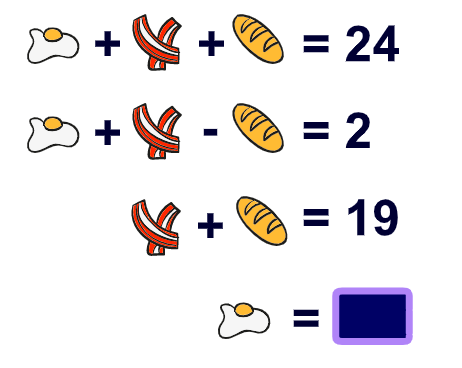 + + = 24
+ - = 2
+ = 19
=